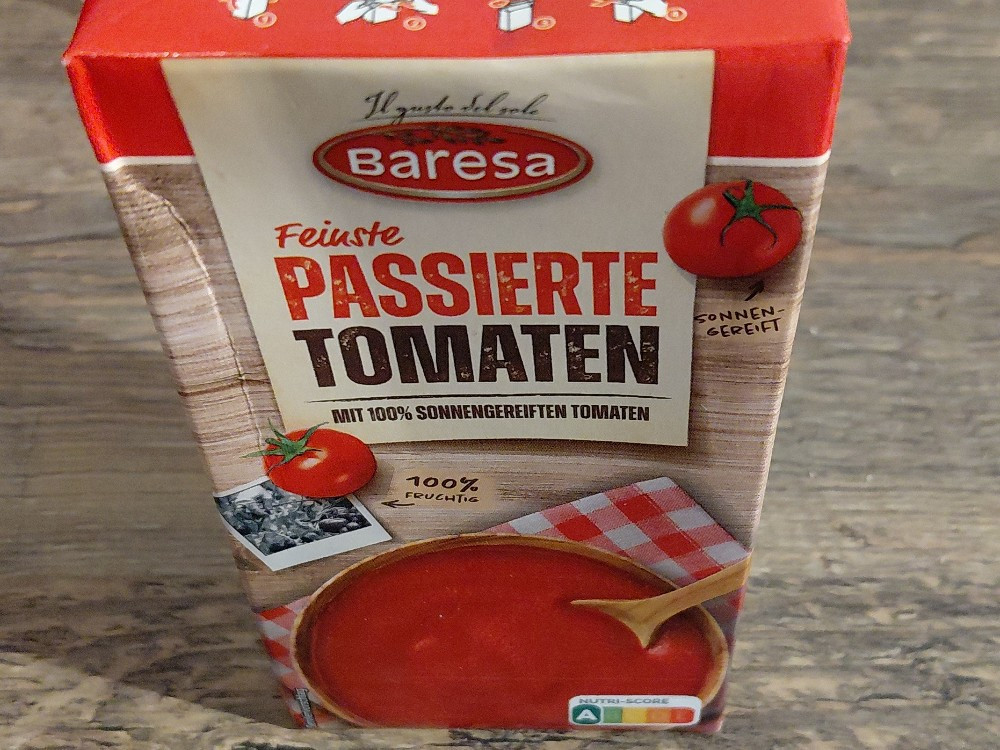 Il gusto del sole
Baresa
Feinste
PASSIERTE
TOMATEN
MIT 100% SONNENGEREIFTEN TOMATEN
SONNEN-
GEREIFT
100%
FRUCHTIG
NUTRI-SCORE
A